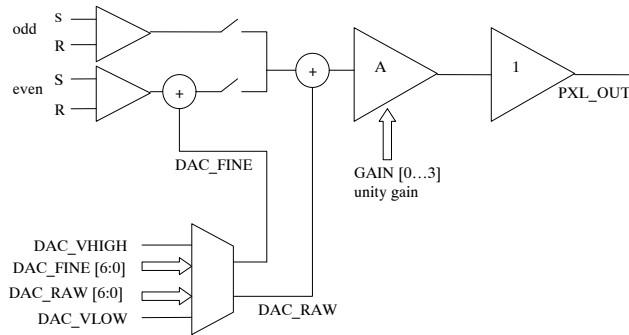 odd
S
R
even
S
R
+
+
A
1
PXL_OUT
DAC_FINE
GAIN [0…3]
unity gain
DAC_VHIGH
DAC_FINE [6:0]
DAC_RAW [6:0]
DAC_VLOW
DAC_RAW